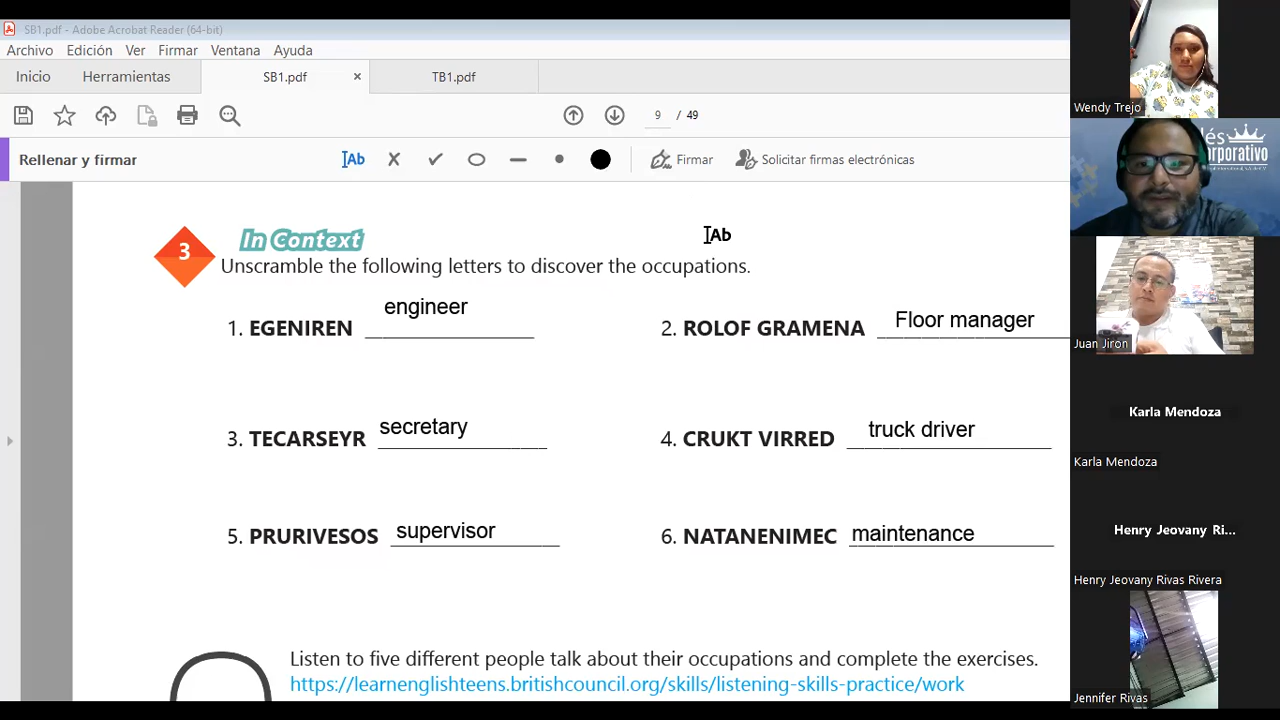 SB1.pdf - Adobe Acrobat Reader (64-bit)
Archivo Edición Ver Firmar Ventana Ayuda
Inicio Herramientas SB1.pdf × TB1.pdf
9 / 49
Rellenar y firmar Ab Firmar Solicitar firmas electrónicas
3 In Context
Ab
Unscramble the following letters to discover the occupations.
1. EGENIREN engineer
2. ROLOF GRAMENA Floor manager
3. TECARSEYR secretary
4. CRUKT VIRRED truck driver
5. PRURIVESOS supervisor
6. NATANENIMEC maintenance
Listen to five different people talk about their occupations and complete the exercises.
https://learnenglishteens.britishcouncil.org/skills/listening-skills-practice/work
Wendy Trejo
lés
orporativo
Juan Jiron
Karla Mendoza
Karla Mendoza
Henry Jeovany Ri...
Henry Jeovany Rivas Rivera
Jennifer Rivas